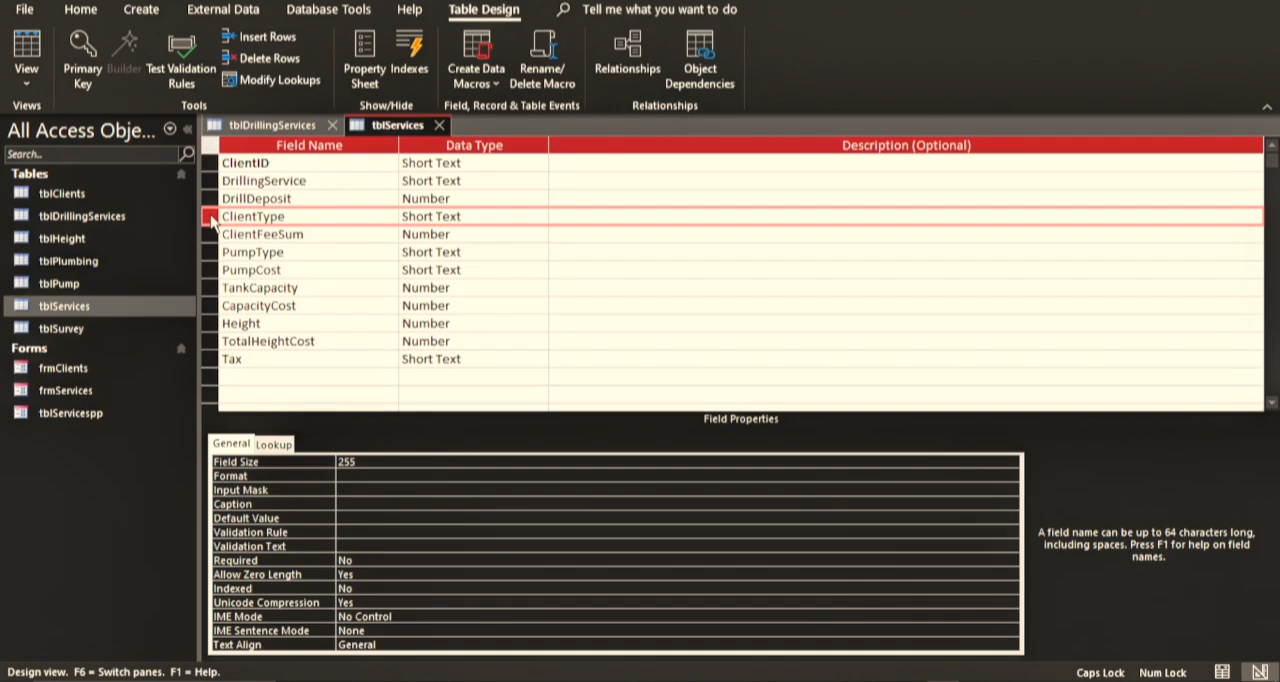 File Home Create External Data Database Tools Help Table Design Tell me what you want to do
View
Primary Key
Builder
Test Validation Rules
Insert Rows
Delete Rows
Modify Lookups
Property Sheet
Indexes
Create Data Macros
Rename/ Delete Macro
Relationships
Object Dependencies
Views Tools Show/Hide Field, Record & Table Events Relationships
All Access Obje...
Search...
Tables
tblClients
tblDrillingServices
tblHeight
tblPlumbing
tblPump
tblServices
tblSurvey
Forms
frmClients
frmServices
tblServicespp
tblDrillingServices tblServices
Field Name Data Type Description (Optional)
ClientID Short Text
DrillingService Short Text
DrillDeposit Number
ClientType Short Text
ClientFeeSum Number
PumpType Short Text
PumpCost Short Text
TankCapacity Number
CapacityCost Number
Height Number
TotalHeightCost Number
Tax Short Text
Field Properties
General Lookup
Field Size 255
Format
Input Mask
Caption
Default Value
Validation Rule
Validation Text
Required No
Allow Zero Length Yes
Indexed No
Unicode Compression Yes
IME Mode No Control
IME Sentence Mode None
Text Align General
A field name can be up to 64 characters long,
including spaces. Press F1 for help on field
names.
Design view. F6 = Switch panes. F1 = Help. Caps Lock Num Lock